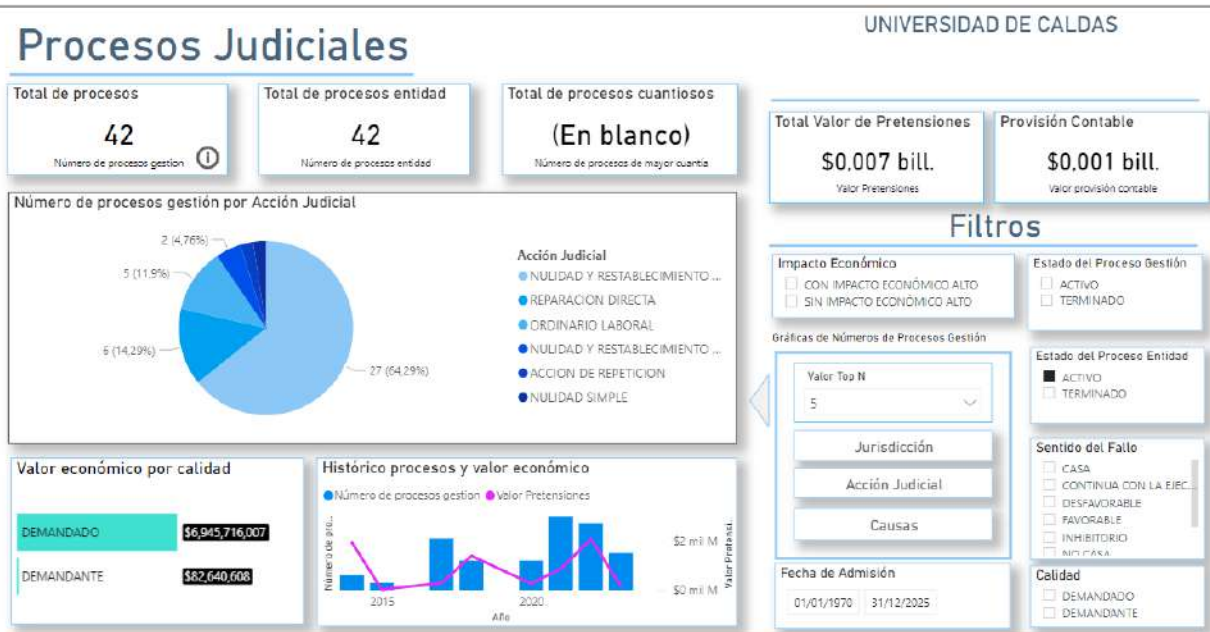 Procesos Judiciales
UNIVERSIDAD DE CALDAS
Total de procesos
42
Número de procesos gestion
Total de procesos entidad
42
Número de procesos entidad
Total de procesos cuantiosos
(En blanco)
Número de procesos de mayor cuantia
Total Valor de Pretensiones
$0,007 bill.
Valor Pretensiones
Provisión Contable
$0,001 bill.
Valor provisión contable
Número de procesos gestión por Acción Judicial
2 (4,76%)
5 (11,9%)
6 (14,29%)
27 (64,29%)
Acción Judicial
NULIDAD Y RESTABLECIMIENTO ...
REPARACION DIRECTA
ORDINARIO LABORAL
NULIDAD Y RESTABLECIMIENTO ...
ACCION DE REPETICION
NULIDAD SIMPLE
Filtros
Impacto Económico
CON IMPACTO ECONÓMICO ALTO
SIN IMPACTO ECONÓMICO ALTO
Estado del Proceso Gestión
ACTIVO
TERMINADO
Gráficas de Números de Procesos Gestión
Valor Top N
5
Jurisdicción
Acción Judicial
Causas
Estado del Proceso Entidad
ACTIVO
TERMINADO
Sentido del Fallo
CASA
CONTINUA CON LA EJEC...
DESFAVORABLE
FAVORABLE
INHIBITORIO
NO CASA
Valor económico por calidad
DEMANDADO
$6,945,716,007
DEMANDANTE
$82,640,608
Histórico procesos y valor económico
Número de procesos gestion
Valor Pretensiones
Número de pro...
$2 mil M
$0 mil M
Valor Pretensi...
2015
2020
Año
Fecha de Admisión
01/01/1970
31/12/2025
Calidad
DEMANDADO
DEMANDANTE